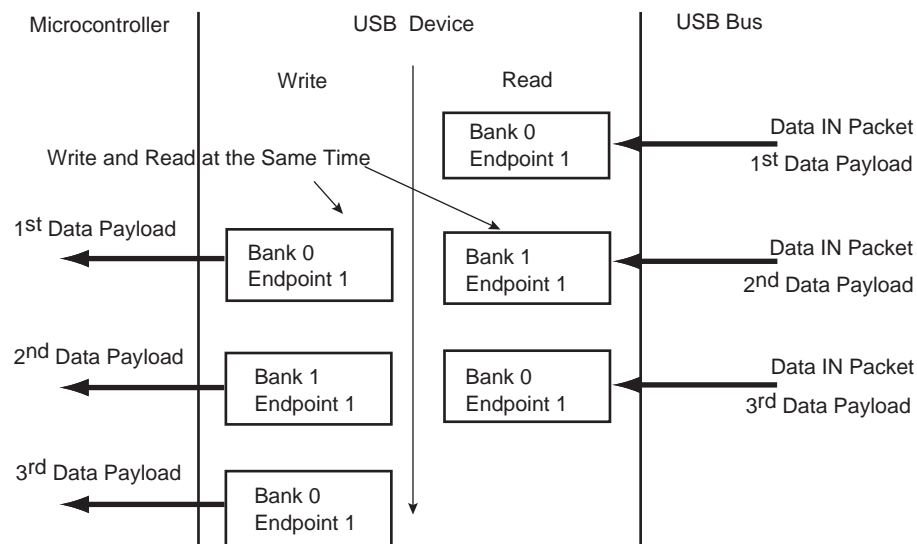 Microcontroller
USB Device
USB Bus
Write
Read
Bank 0
Endpoint 1
Data IN Packet
1st Data Payload
Write and Read at the Same Time
1st Data Payload
Bank 0
Endpoint 1
Bank 1
Endpoint 1
Data IN Packet
2nd Data Payload
2nd Data Payload
Bank 1
Endpoint 1
Bank 0
Endpoint 1
Data IN Packet
3rd Data Payload
3rd Data Payload
Bank 0
Endpoint 1